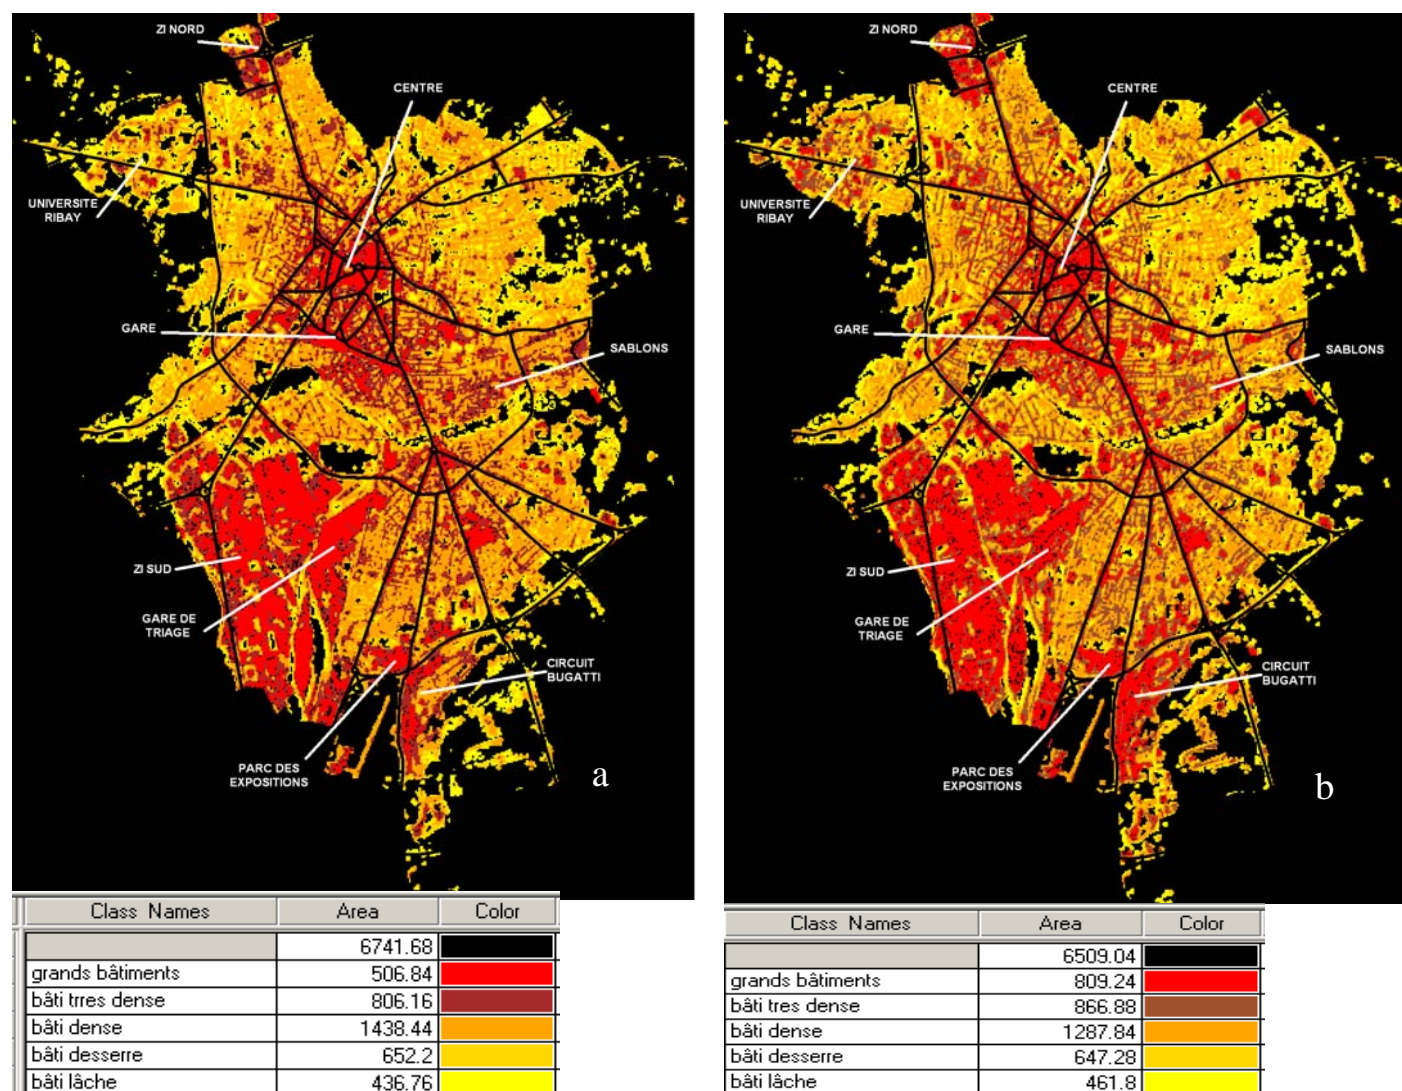 ZI NORD
CENTRE
UNIVERSITE
RIBAY
GARE
SABLONS
ZI SUD
GARE DE
TRIAGE
CIRCUIT
BUGATTI
PARC DES
EXPOSITIONS
a
Class Names Area Color
6741.68
grands bâtiments 506.84
bâti trres dense 806.16
bâti dense 1438.44
bâti desserre 652.2
bâti lâche 436.76
ZI NORD
CENTRE
UNIVERSITE
RIBAY
GARE
SABLONS
ZI SUD
GARE DE
TRIAGE
CIRCUIT
BUGATTI
PARC DES
EXPOSITIONS
b
Class Names Area Color
6509.04
grands bâtiments 809.24
bâti tres dense 866.88
bâti dense 1287.84
bâti desserre 647.28
bâti lâche 461.8